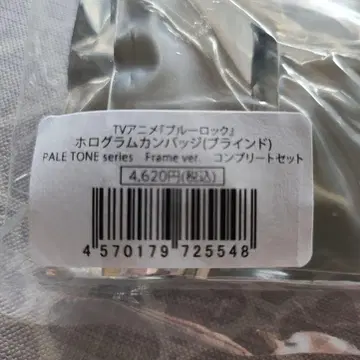 TVアニメ『ブルーロック』
ホログラムカンバッジ(ブラインド)
PALE TONE series Frame ver. コンプリートセット
4,620円(税込)
4 570179 725548